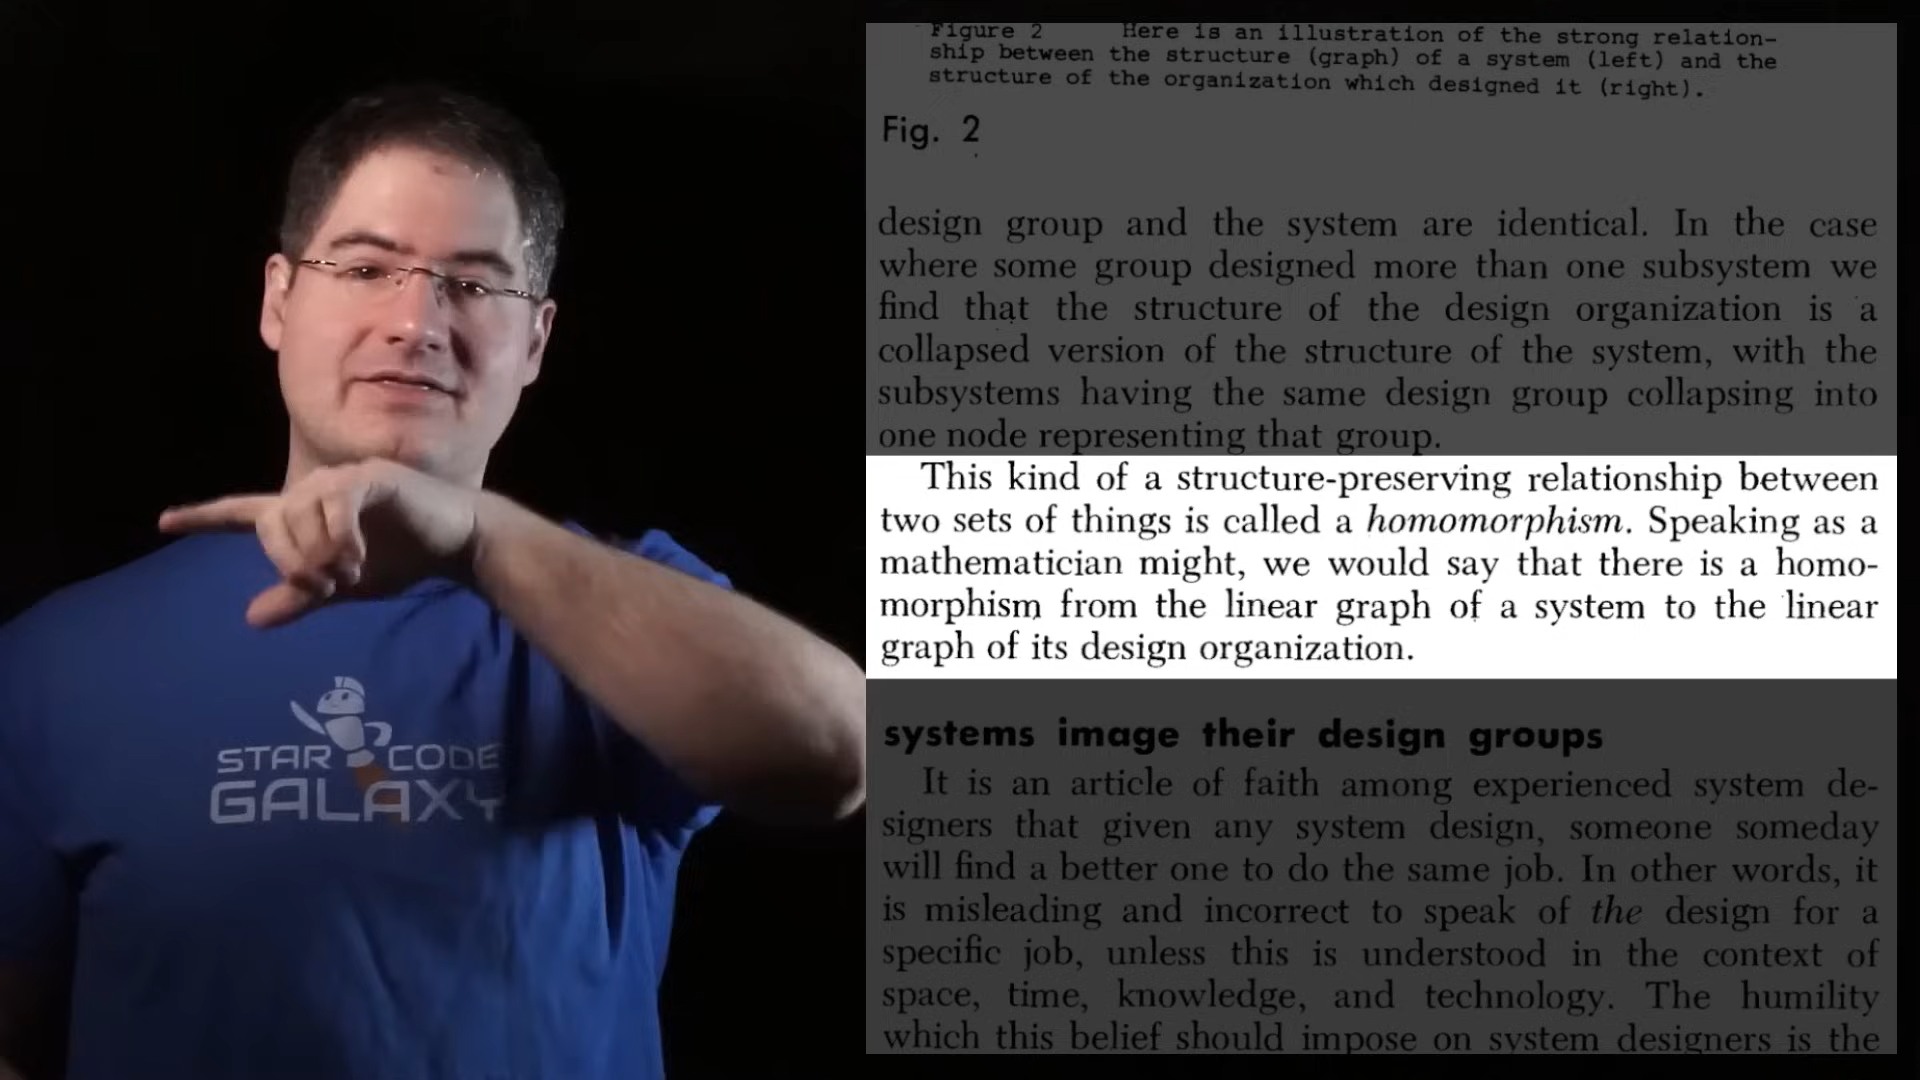 STAR CODE
GALAXY
Figure 2 Here is an illustration of the strong relation-
ship between the structure (graph) of a system (left) and the
structure of the organization which designed it (right).
Fig. 2
design group and the system are identical. In the case
where some group designed more than one subsystem we
find that the structure of the design organization is a
collapsed version of the structure of the system, with the
subsystems having the same design group collapsing into
one node representing that group.
This kind of a structure-preserving relationship between
two sets of things is called a homomorphism. Speaking as a
mathematician might, we would say that there is a homo-
morphism from the linear graph of a system to the linear
graph of its design organization.
systems image their design groups
It is an article of faith among experienced system de-
signers that given any system design, someone someday
will find a better one to do the same job. In other words, it
is misleading and incorrect to speak of the design for a
specific job, unless this is understood in the context of
space, time, knowledge, and technology. The humility
which this belief should impose on system designers is the